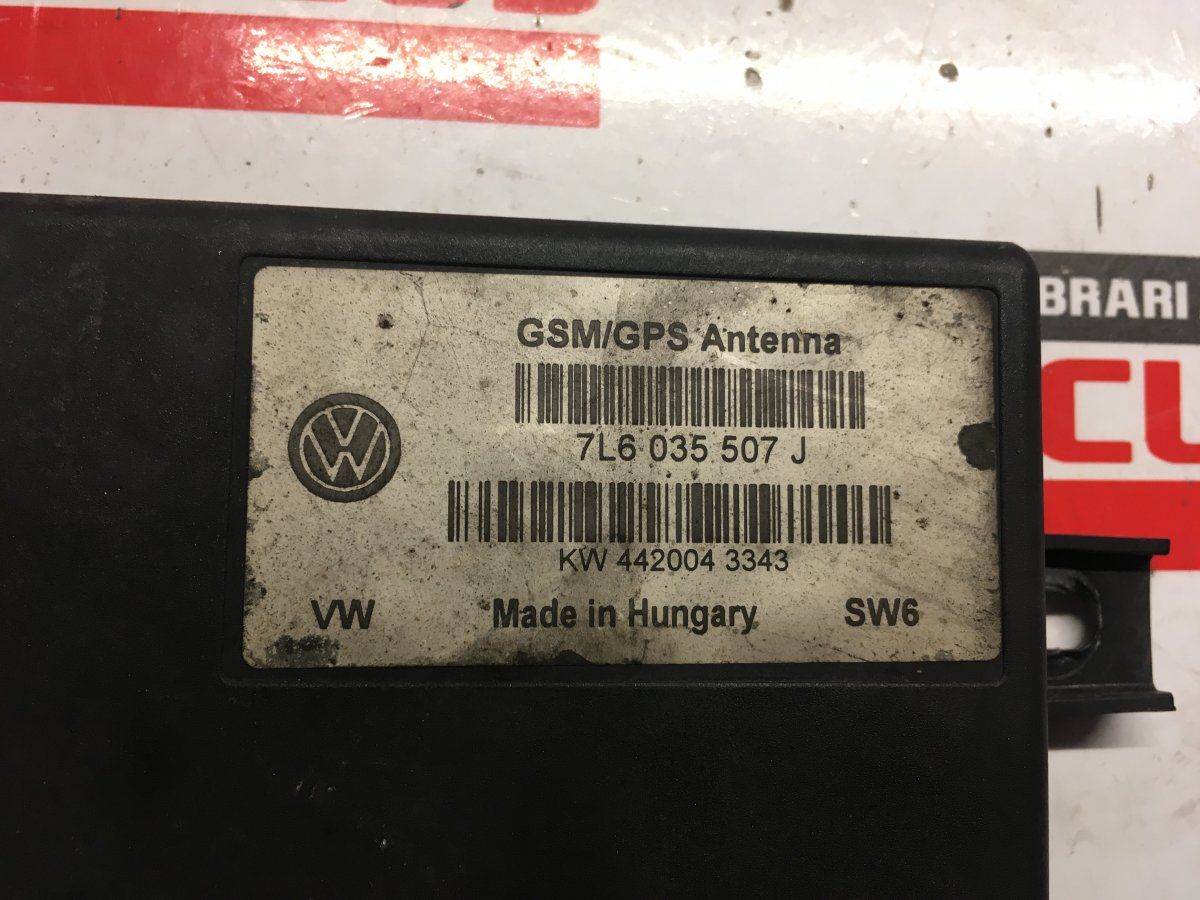 GSM/GPS Antenna
7L6 035 507 J
KW 442004 3343
VW Made in Hungary SW6
BRARI
CU